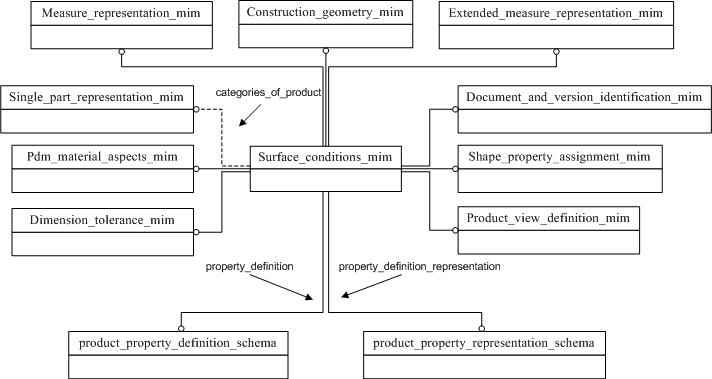 Measure_representation_mim
Construction_geometry_mim
Extended_measure_representation_mim
Single_part_representation_mim
categories_of_product
Document_and_version_identification_mim
Pdm_material_aspects_mim
Surface_conditions_mim
Shape_property_assignment_mim
Dimension_tolerance_mim
Product_view_definition_mim
property_definition
property_definition_representation
product_property_definition_schema
product_property_representation_schema